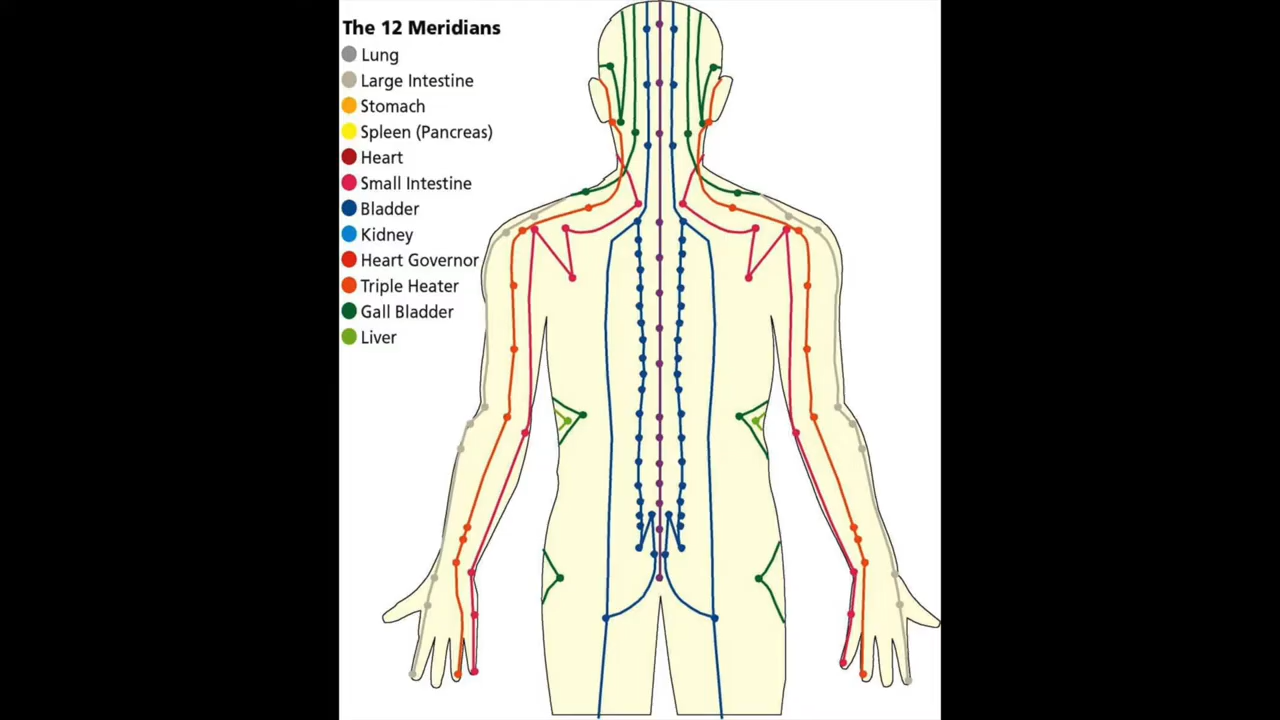 The 12 Meridians
Lung
Large Intestine
Stomach
Spleen (Pancreas)
Heart
Small Intestine
Bladder
Kidney
Heart Governor
Triple Heater
Gall Bladder
Liver